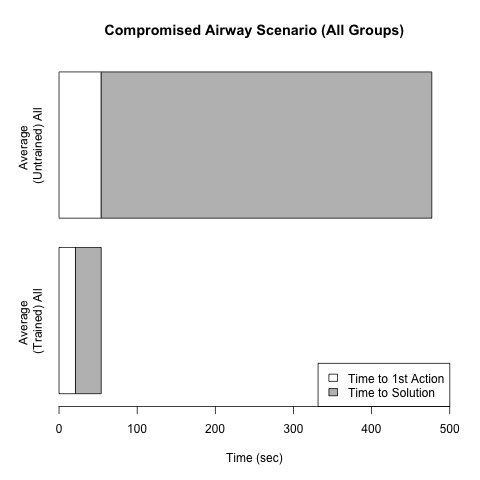 Compromised Airway Scenario (All Groups)
Average
(Untrained) All
Average
(Trained) All
Time to 1st Action
Time to Solution
0 100 200 300 400 500
Time (sec)